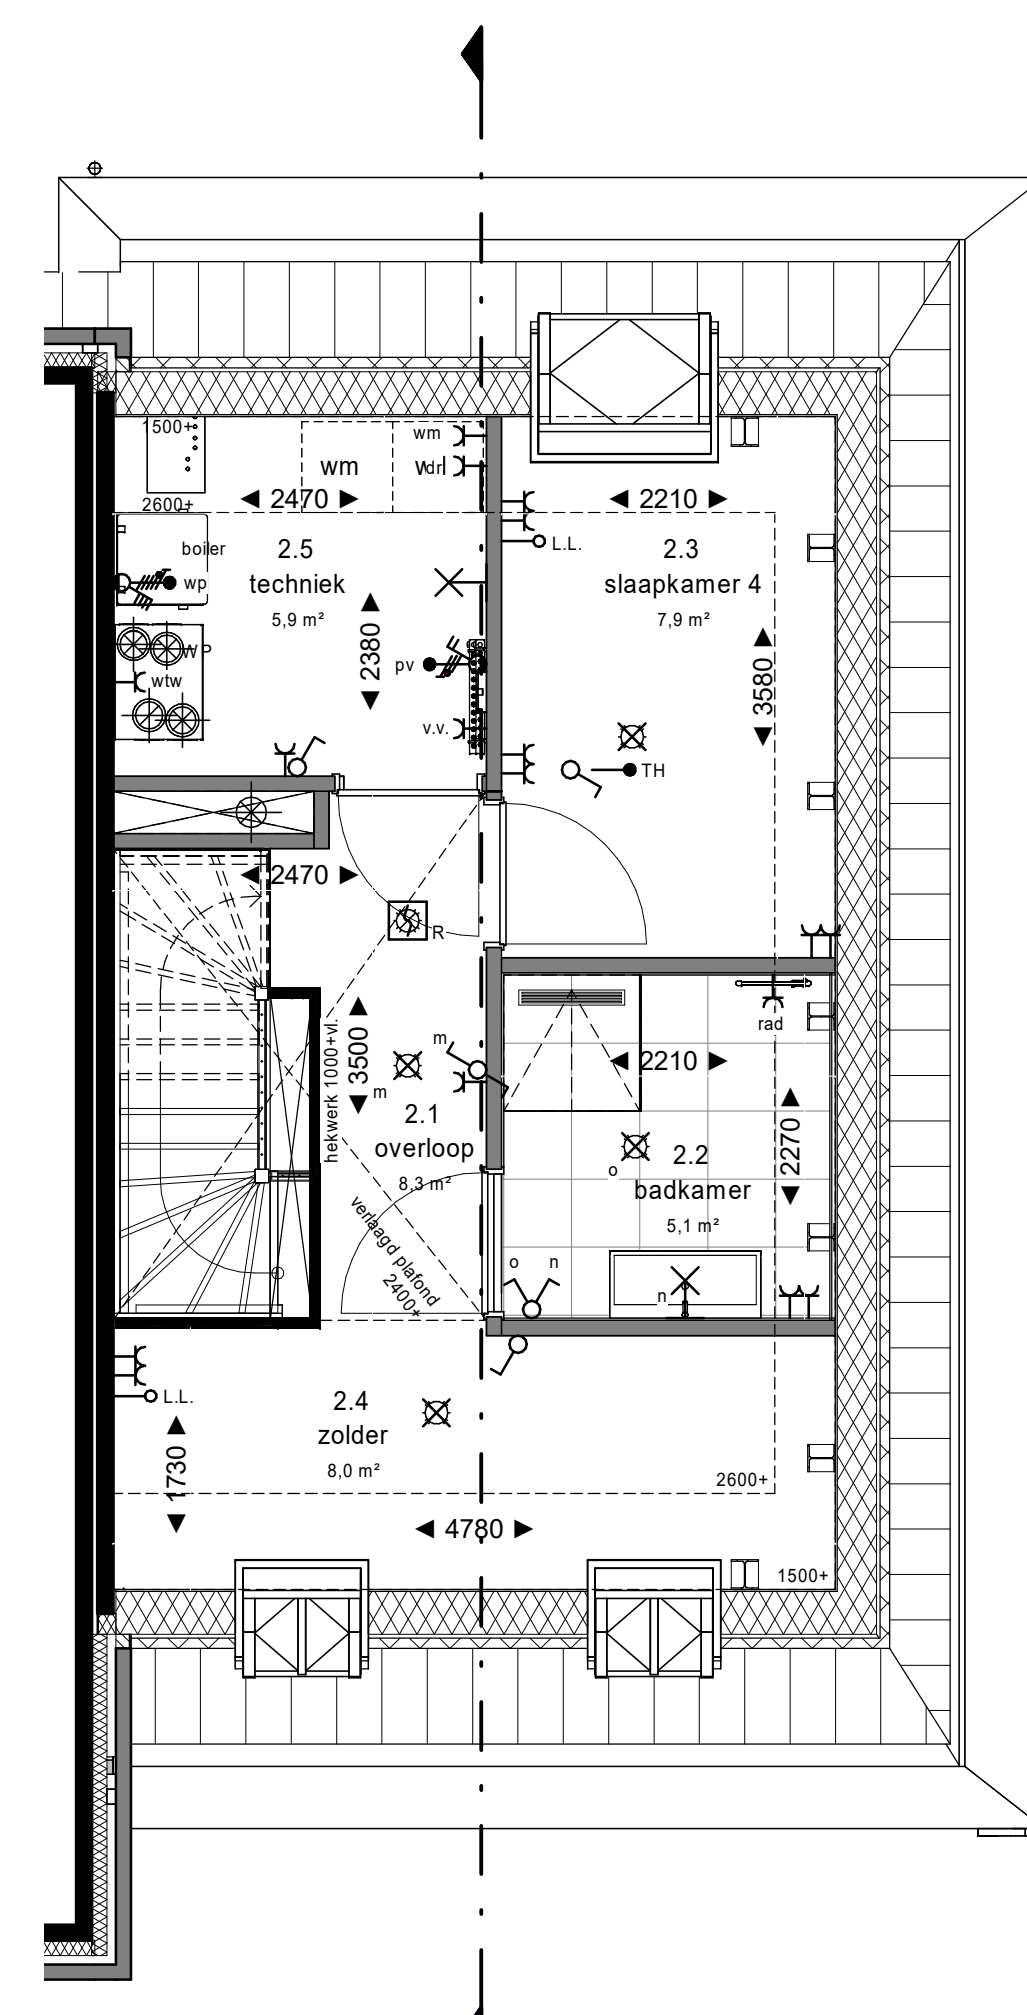 1500+
wm
wm
wdr
2470
2210
2600+
L.L.
boiler
2.5
2.3
techniek
slaapkamer 4
wp
5,9 m²
7,9 m²
2380
WP
pv
wtw
3580
v.v.
TH
2470
R
rad
hekwerk 1000+vl.
3500
m
m
2210
2.1
overloop
8,3 m²
2270
2.2
o
badkamer
5,1 m²
verlaagd plafond
2400+
o
n
n
L.L.
2.4
zolder
8,0 m²
1730
2600+
4780
1500+